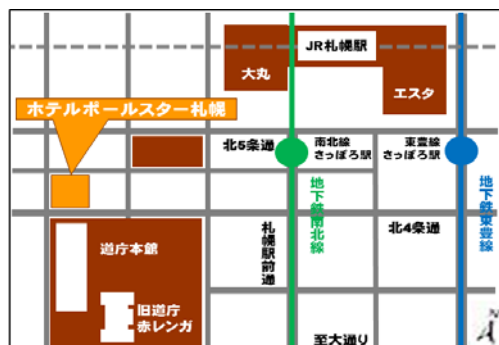 JR札幌駅
大丸
エスタ
ホテルポールスター札幌
北5条通
南北線
さっぽろ駅
東豊線
さっぽろ駅
地下鉄南北線
地下鉄東豊線
札幌駅前通
北4条通
道庁本館
旧道庁
赤レンガ
至大通り
N